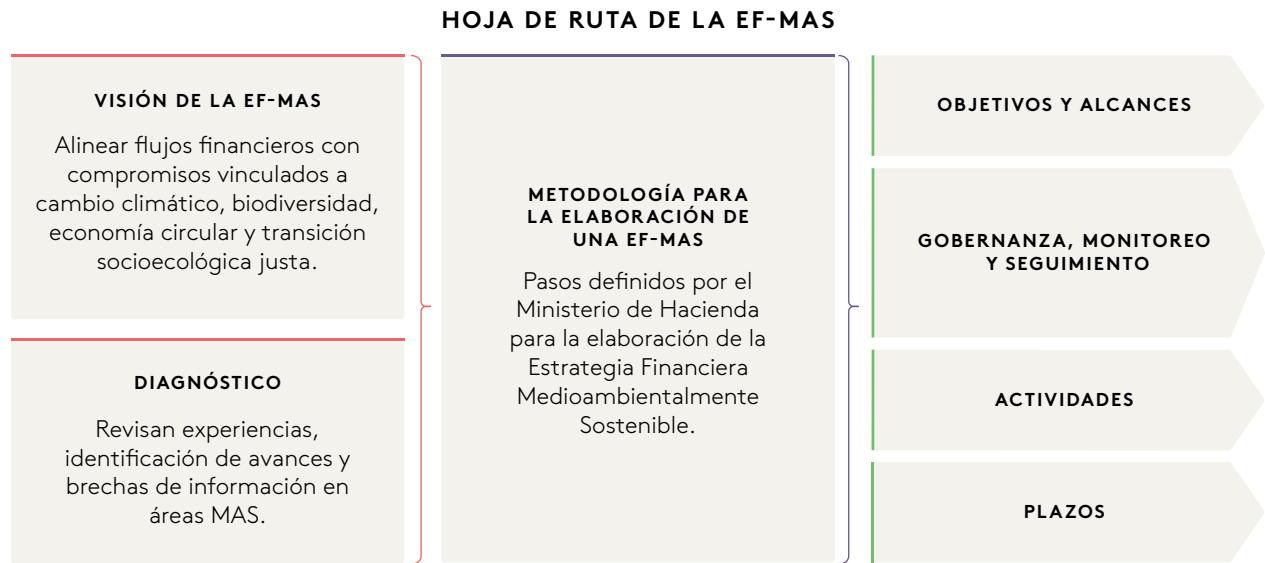 HOJA DE RUTA DE LA EF-MAS
VISIÓN DE LA EF-MAS
Alinear flujos financieros con
compromisos vinculados a
cambio climático, biodiversidad,
economía circular y transición
socioecológica justa.
DIAGNÓSTICO
Revisan experiencias,
identificación de avances y
brechas de información en
áreas MAS.
METODOLOGÍA PARA
LA ELABORACIÓN DE
UNA EF-MAS
Pasos definidos por el
Ministerio de Hacienda
para la elaboración de la
Estrategia Financiera
Medioambientalmente
Sostenible.
OBJETIVOS Y ALCANCES
GOBERNANZA, MONITOREO
Y SEGUIMIENTO
ACTIVIDADES
PLAZOS